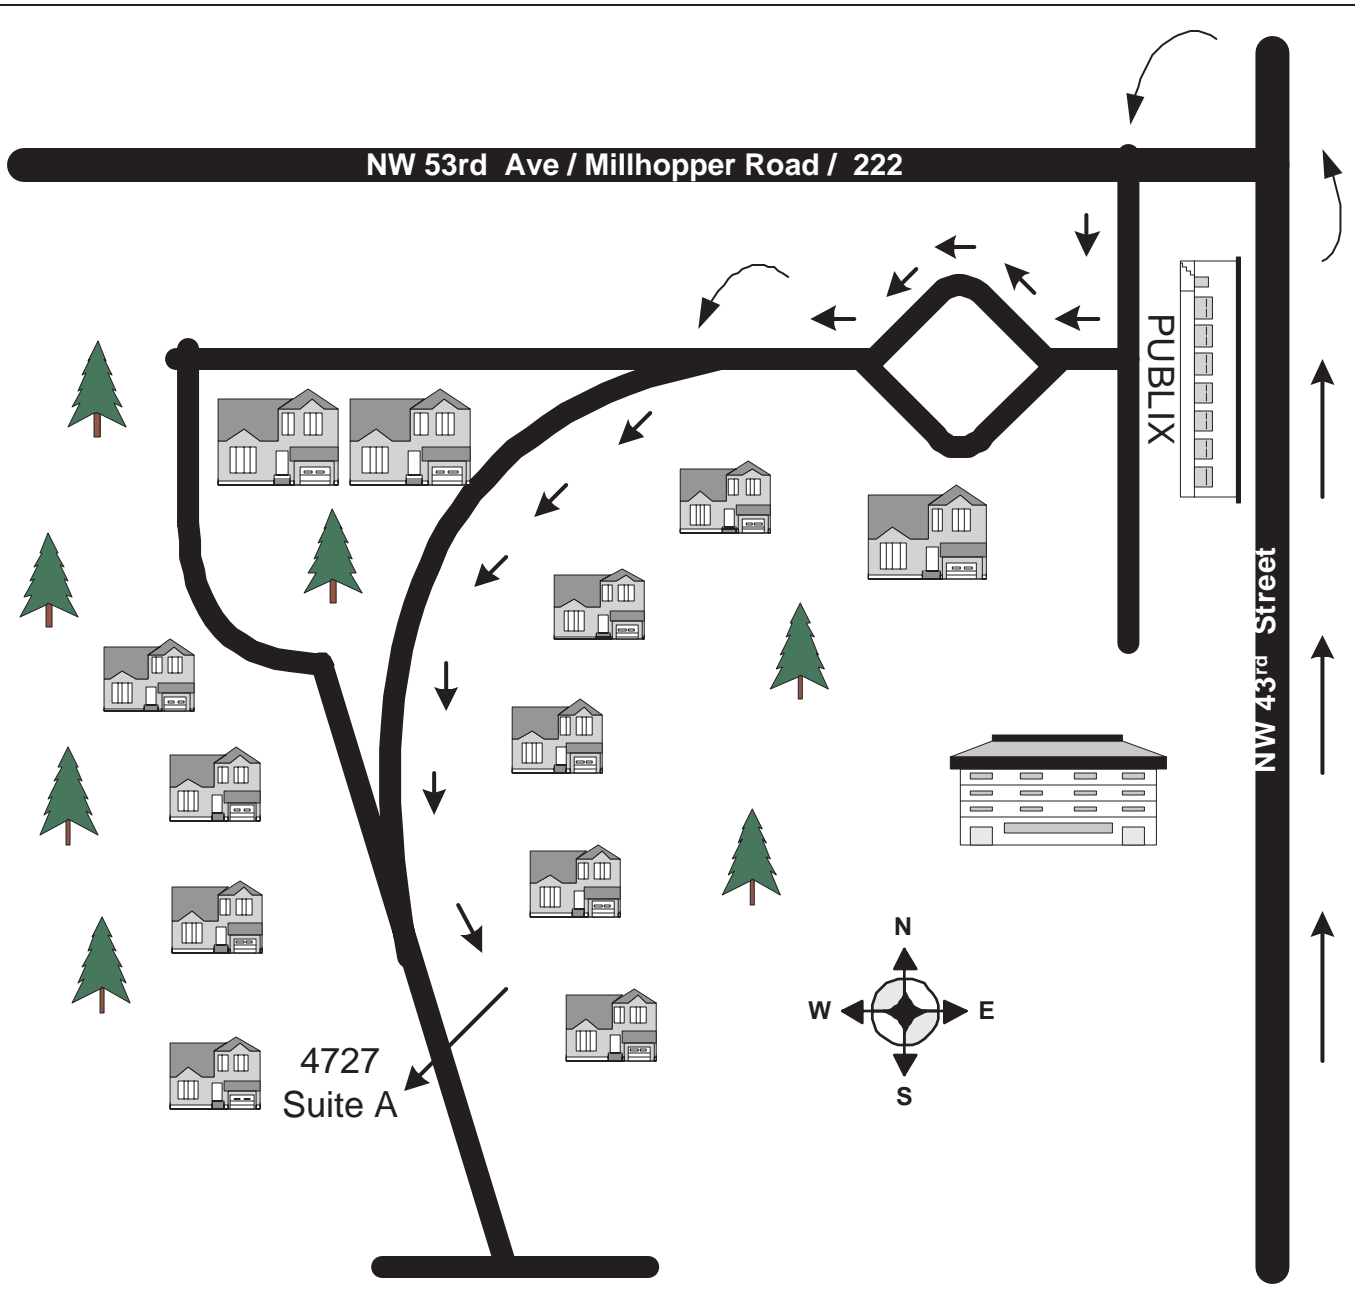 NW 53rd Ave / Millhopper Road / 222
PUBLIX
NW 43rd Street
N
W E
S
4727
Suite A